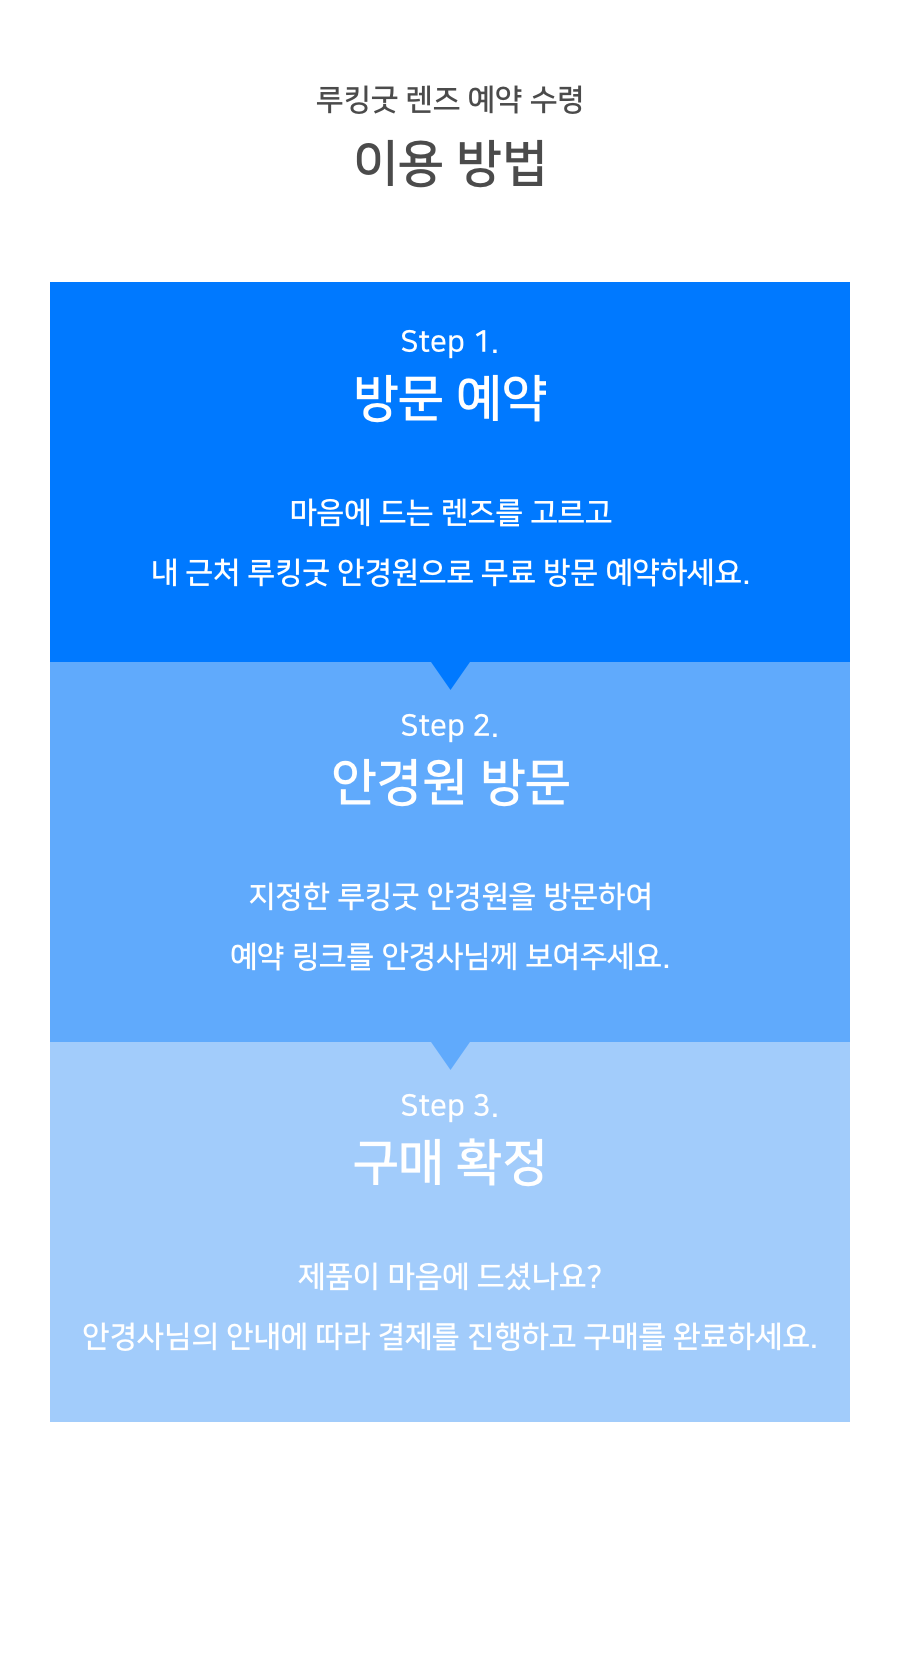 루킹굿 렌즈 예약 수령
이용 방법
Step 1.
방문 예약
마음에 드는 렌즈를 고르고
내 근처 루킹굿 안경원으로 무료 방문 예약하세요.
Step 2.
안경원 방문
지정한 루킹굿 안경원을 방문하여
예약 링크를 안경사님께 보여주세요.
Step 3.
구매 확정
제품이 마음에 드셨나요?
안경사님의 안내에 따라 결제를 진행하고 구매를 완료하세요.